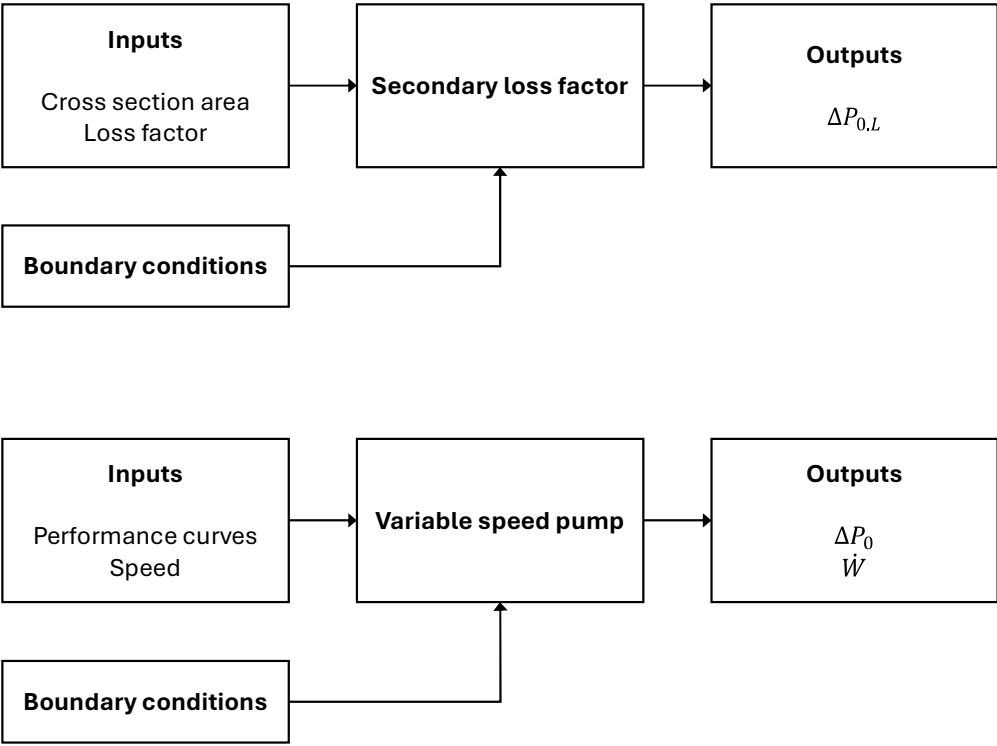 Inputs
Cross section area
Loss factor
Secondary loss factor
Outputs
ΔP₀.L
Boundary conditions
Inputs
Performance curves
Speed
Variable speed pump
Outputs
ΔP₀
Ẇ
Boundary conditions